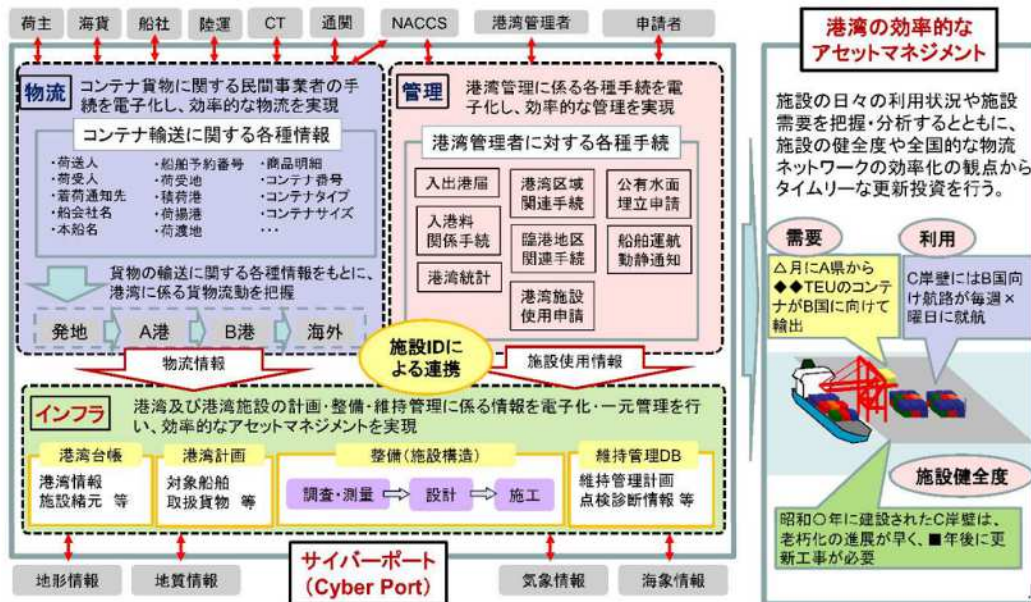 荷主
海貨
船社
陸運
CT
通関
NACCS
港湾管理者
申請者
物流
コンテナ貨物に関する民間事業者の手
続を電子化し、効率的な物流を実現
コンテナ輸送に関する各種情報
・荷送人
・荷受人
・着荷通知先
・船会社名
・本船名
・船舶予約番号
・荷受地
・積荷港
・荷揚港
・荷渡地
・商品明細
・コンテナ番号
・コンテナタイプ
・コンテナサイズ
・…
貨物の輸送に関する各種情報をもとに、
港湾に係る貨物流動を把握
発地
A港
B港
海外
物流情報
管理
港湾管理に係る各種手続を電
子化し、効率的な管理を実現
港湾管理者に対する各種手続
入出港届
入港料
関係手続
港湾統計
港湾区域
関連手続
臨港地区
関連手続
港湾施設
使用申請
公有水面
埋立申請
船舶運航
動静通知
施設IDに
よる連携
施設使用情報
インフラ
港湾及び港湾施設の計画・整備・維持管理に係る情報を電子化・一元管理を行
い、効率的なアセットマネジメントを実現
港湾台帳
港湾情報
施設緒元 等
港湾計画
対象船舶
取扱貨物 等
整備(施設構造)
調査・測量
設計
施工
維持管理DB
維持管理計画
点検診断情報 等
サイバーポート
(Cyber Port)
地形情報
地質情報
気象情報
海象情報
港湾の効率的な
アセットマネジメント
施設の日々の利用状況や施設
需要を把握・分析するとともに、
施設の健全度や全国的な物流
ネットワークの効率化の観点から
タイムリーな更新投資を行う。
需要
△月にA県から
◆◆TEUのコンテ
ナがB国に向けて
輸出
利用
C岸壁にはB国向
け航路が毎週×
曜日に就航
施設健全度
昭和○年に建設されたC岸壁は、
老朽化の進展が早く、■年後に更
新工事が必要